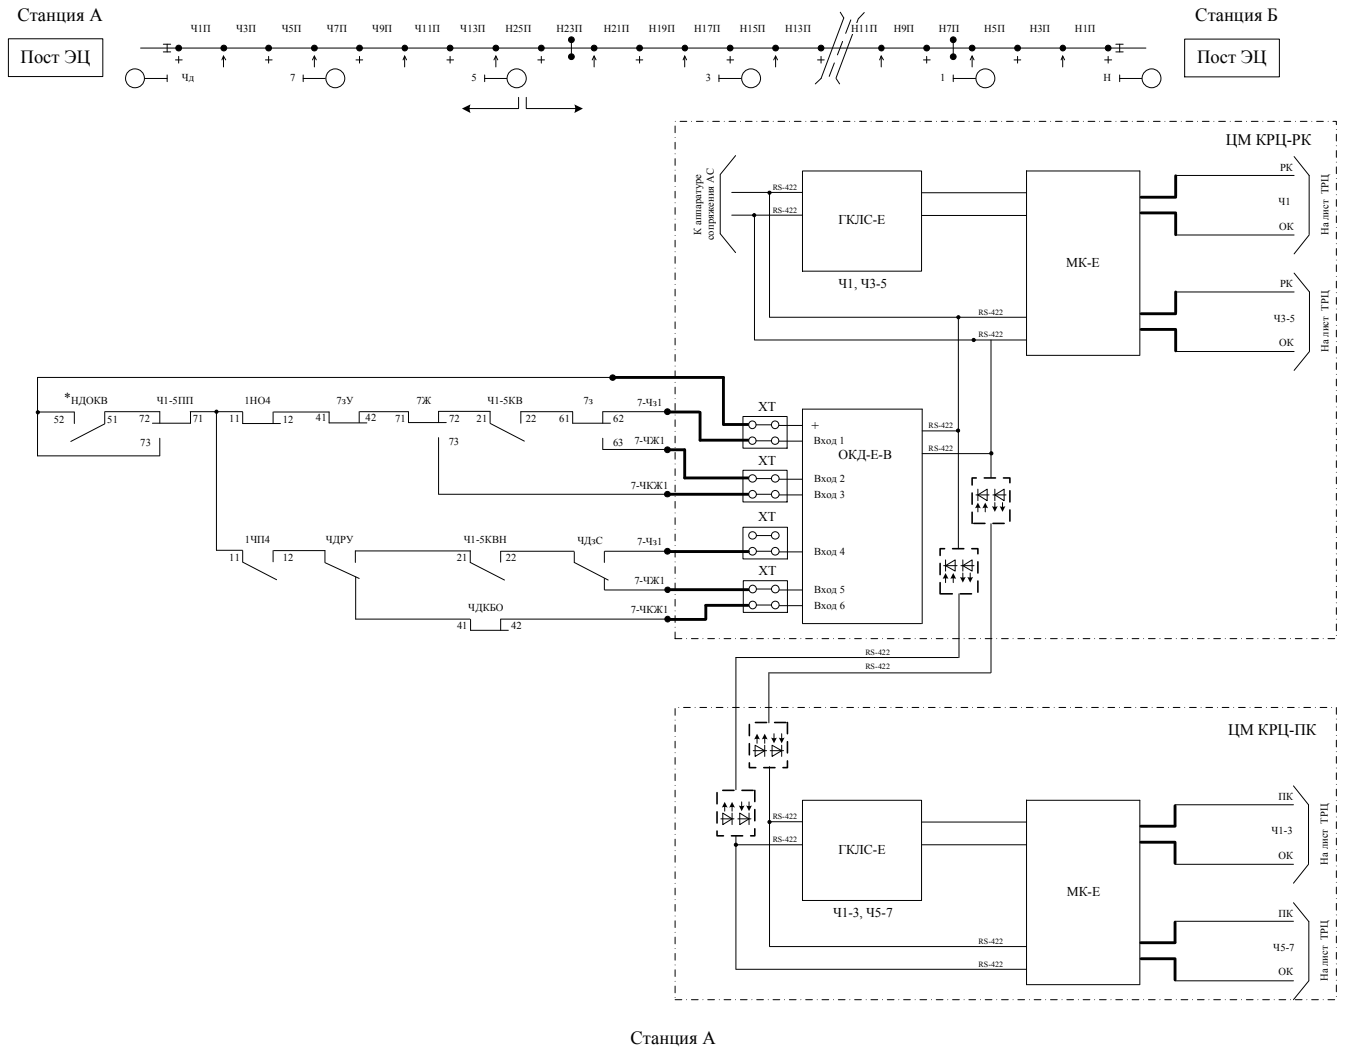 Станция А
Станция Б
Ч1П Ч3П Ч5П Ч7П Ч9П Ч11П Ч13П Н25П Н23П Н21П Н19П Н17П Н15П Н13П Н11П Н9П Н7П Н5П Н3П Н1П
Пост ЭЦ
Пост ЭЦ
+ + + + + + + + + + +
Чд 7 5 3 1 Н
ЦМ КРЦ-РК
К аппаратуре
сопряжения АС
RS-422
RS-422
ГКЛС-Е
Ч1, Ч3-5
МК-Е
РК
Ч1
ОК
На лист ТРЦ
РК
Ч3-5
ОК
На лист ТРЦ
RS-422
RS-422
*НДОКВ Ч1-5ПП 1НО4 7зУ 7Ж Ч1-5КВ 7з 7-Чз1
52 51 72 71 11 12 41 42 71 72 21 22 61 62
73 73 63 7-ЧЖ1
7-ЧКЖ1
ХТ
+
Вход 1
ОКД-Е-В
ХТ
Вход 2
Вход 3
ХТ
Вход 4
ХТ
Вход 5
Вход 6
RS-422
RS-422
1ЧП4 ЧДРУ Ч1-5КВН ЧДзС 7-Чз1
11 12 21 22
7-ЧЖ1
ЧДКБО 7-ЧКЖ1
41 42
RS-422
RS-422
ЦМ КРЦ-ПК
RS-422
RS-422
ГКЛС-Е
Ч1-3, Ч5-7
МК-Е
ПК
Ч1-3
ОК
На лист ТРЦ
ПК
Ч5-7
ОК
На лист ТРЦ
RS-422
RS-422
Станция А